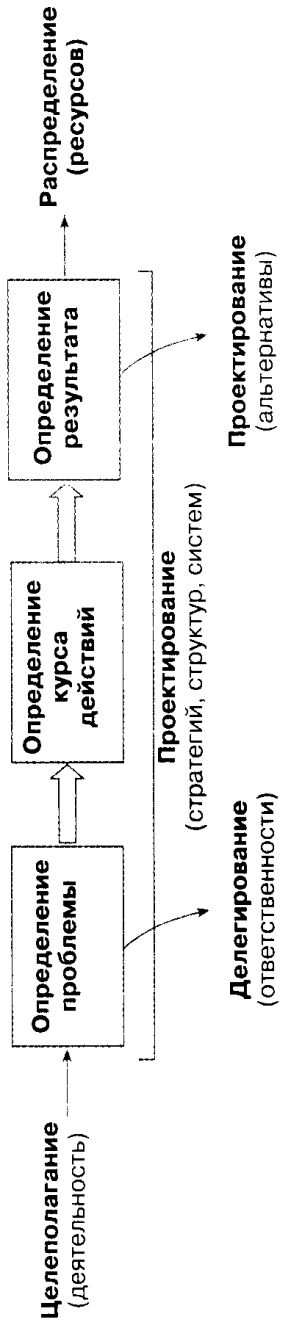 Целеполагание
(деятельность)
Определение
проблемы
Определение
курса
действий
Определение
результата
Распределение
(ресурсов)
Проектирование
(стратегий, структур, систем)
Делегирование
(ответственности)
Проектирование
(альтернативы)